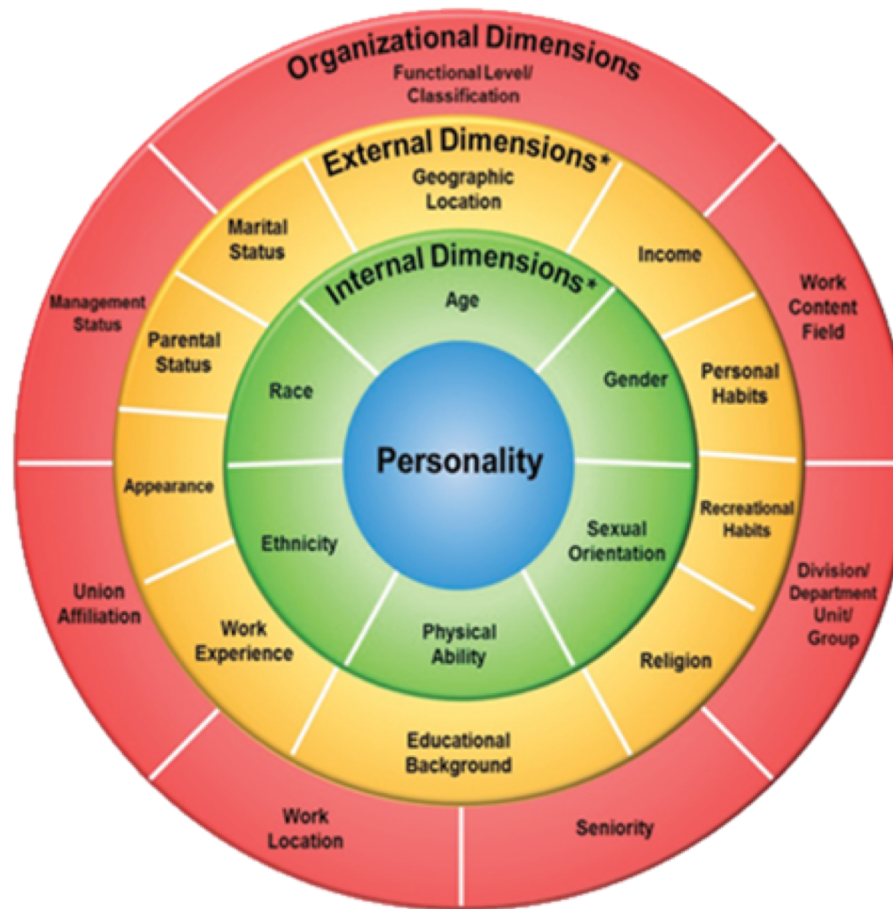 Organizational Dimensions
Functional Level/
Classification
External Dimensions*
Geographic
Location
Marital
Status
Income
Internal Dimensions*
Age
Management
Status
Work
Content
Field
Parental
Status
Race
Gender
Personal
Habits
Personality
Appearance
Ethnicity
Sexual
Orientation
Recreational
Habits
Union
Affiliation
Division/
Department
Unit/
Group
Work
Experience
Physical
Ability
Religion
Educational
Background
Work
Location
Seniority